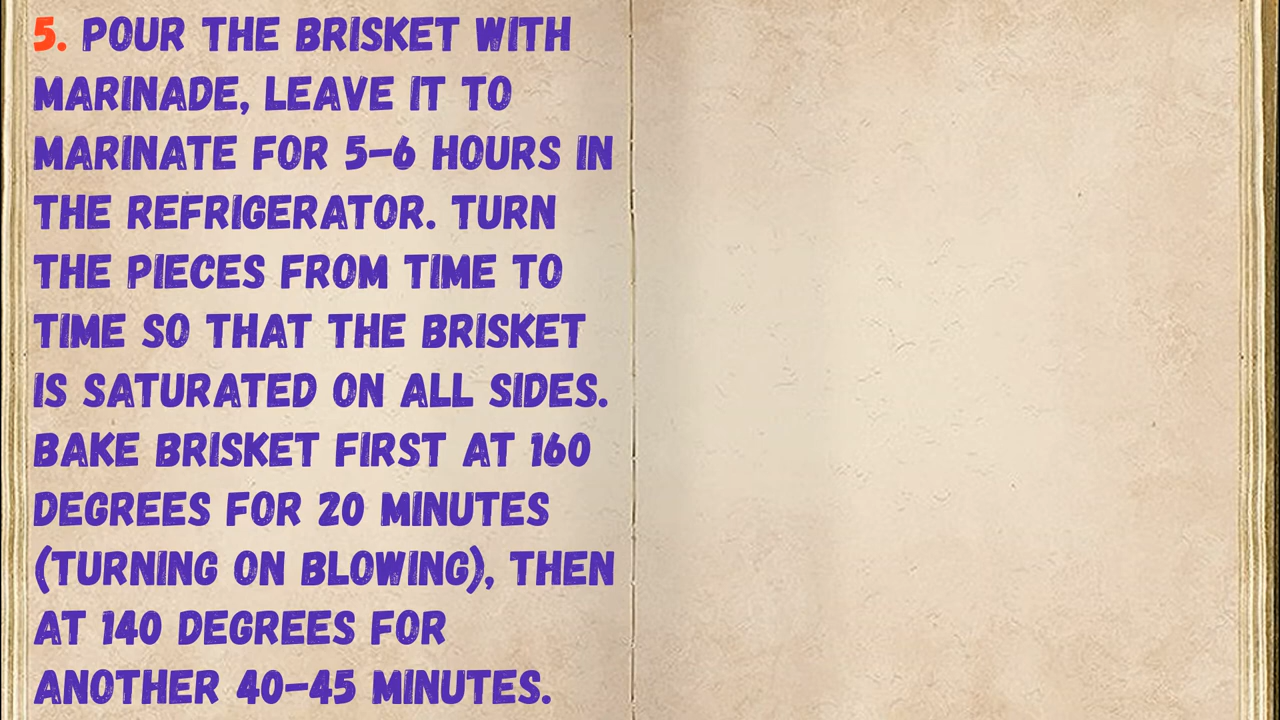 5. POUR THE BRISKET WITH
MARINADE, LEAVE IT TO
MARINATE FOR 5-6 HOURS IN
THE REFRIGERATOR. TURN
THE PIECES FROM TIME TO
TIME SO THAT THE BRISKET
IS SATURATED ON ALL SIDES.
BAKE BRISKET FIRST AT 160
DEGREES FOR 20 MINUTES
(TURNING ON BLOWING), THEN
AT 140 DEGREES FOR
ANOTHER 40-45 MINUTES.